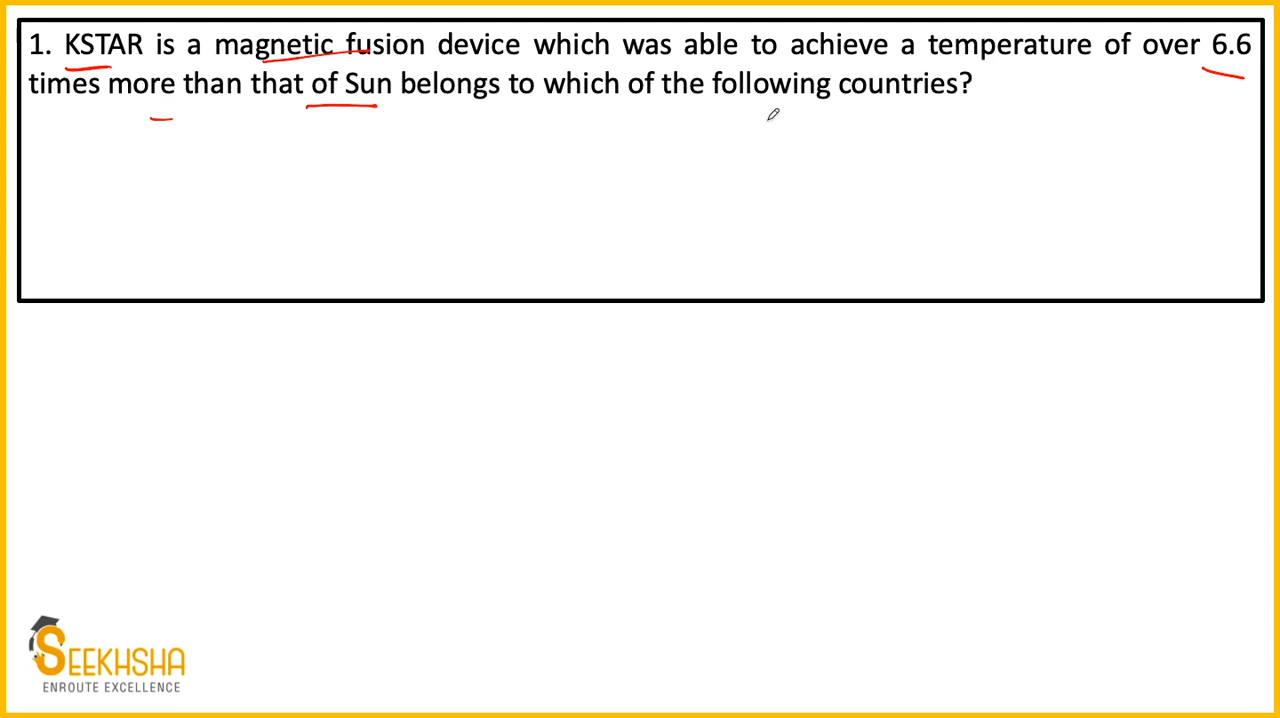 1. KSTAR is a magnetic fusion device which was able to achieve a temperature of over 6.6
times more than that of Sun belongs to which of the following countries?
SEEKHSHA
ENROUTE EXCELLENCE